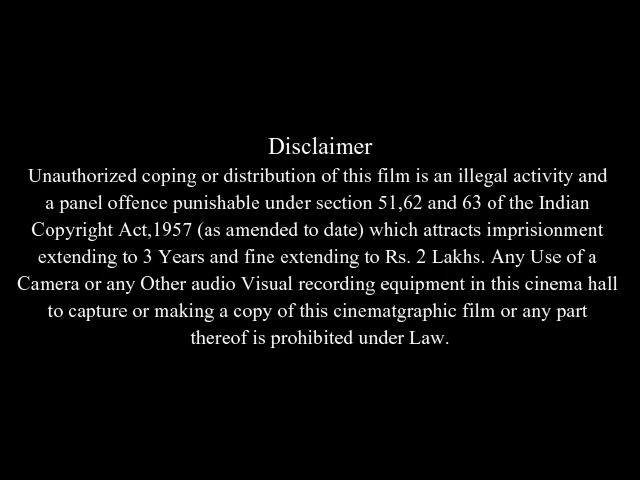 Disclaimer
Unauthorized coping or distribution of this film is an illegal activity and
a panel offence punishable under section 51,62 and 63 of the Indian
Copyright Act,1957 (as amended to date) which attracts imprisionment
extending to 3 Years and fine extending to Rs. 2 Lakhs. Any Use of a
Camera or any Other audio Visual recording equipment in this cinema hall
to capture or making a copy of this cinematgraphic film or any part
thereof is prohibited under Law.